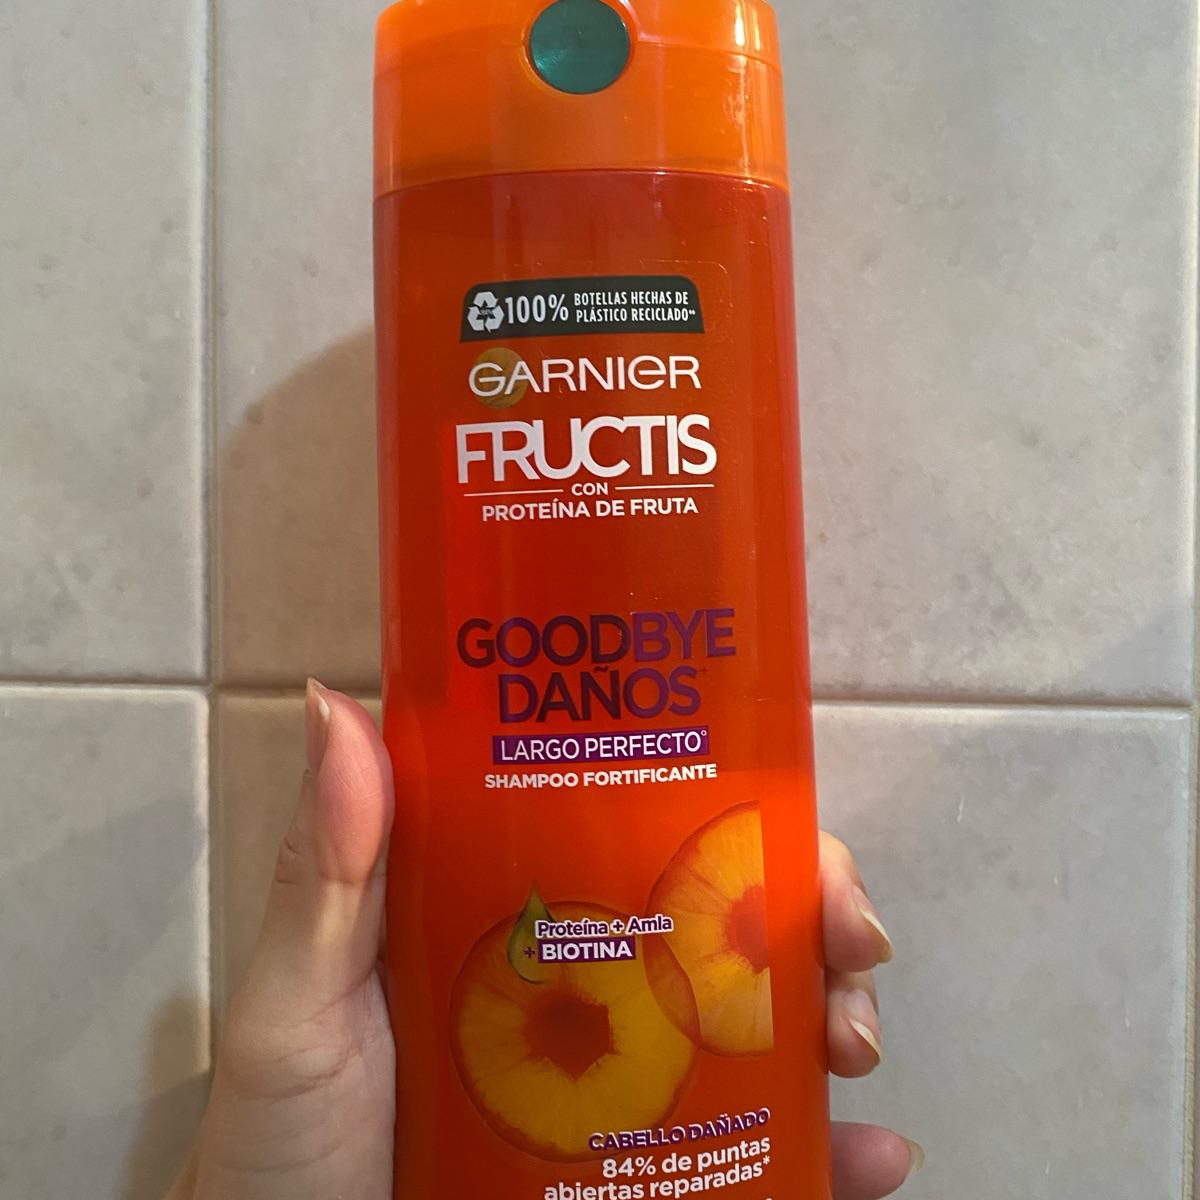 100% BOTELLAS HECHAS DE
PLÁSTICO RECICLADO**
GARNIER
FRUCTIS
CON
PROTEÍNA DE FRUTA
GOODBYE
DAÑOS+
LARGO PERFECTO°
SHAMPOO FORTIFICANTE
Proteína + Amla
+ BIOTINA
CABELLO DAÑADO
84% de puntas
abiertas reparadas*